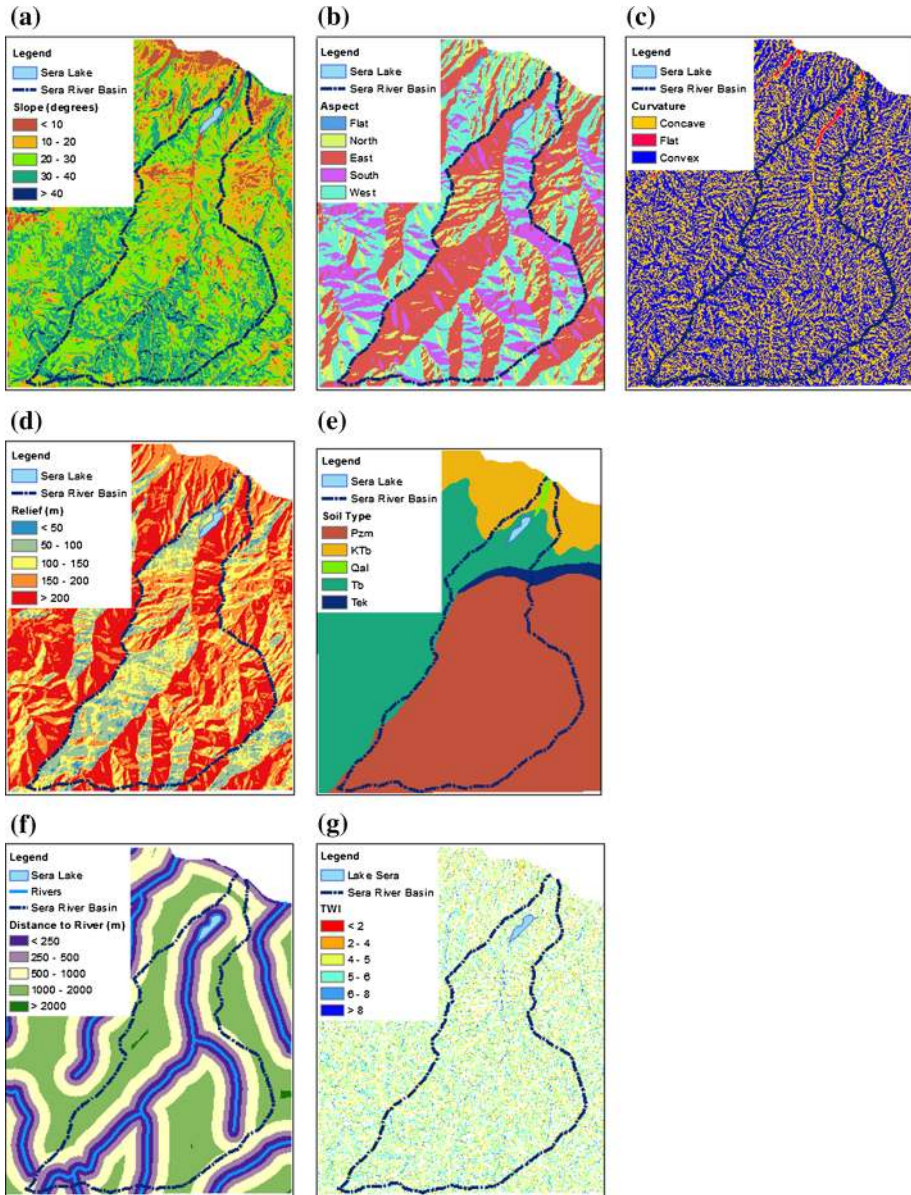 (a)
Legend
Sera Lake
Sera River Basin
Slope (degrees)
< 10
10 - 20
20 - 30
30 - 40
> 40
(b)
Legend
Sera Lake
Sera River Basin
Aspect
Flat
North
East
South
West
(c)
Legend
Sera Lake
Sera River Basin
Curvature
Concave
Flat
Convex
(d)
Legend
Sera Lake
Sera River Basin
Relief (m)
< 50
50 - 100
100 - 150
150 - 200
> 200
(e)
Legend
Sera Lake
Sera River Basin
Soil Type
Pzm
KTb
Qal
Tb
Tek
(f)
Legend
Sera Lake
Rivers
Sera River Basin
Distance to River (m)
< 250
250 - 500
500 - 1000
1000 - 2000
> 2000
(g)
Legend
Lake Sera
Sera River Basin
TWI
< 2
2 - 4
4 - 5
5 - 6
6 - 8
> 8